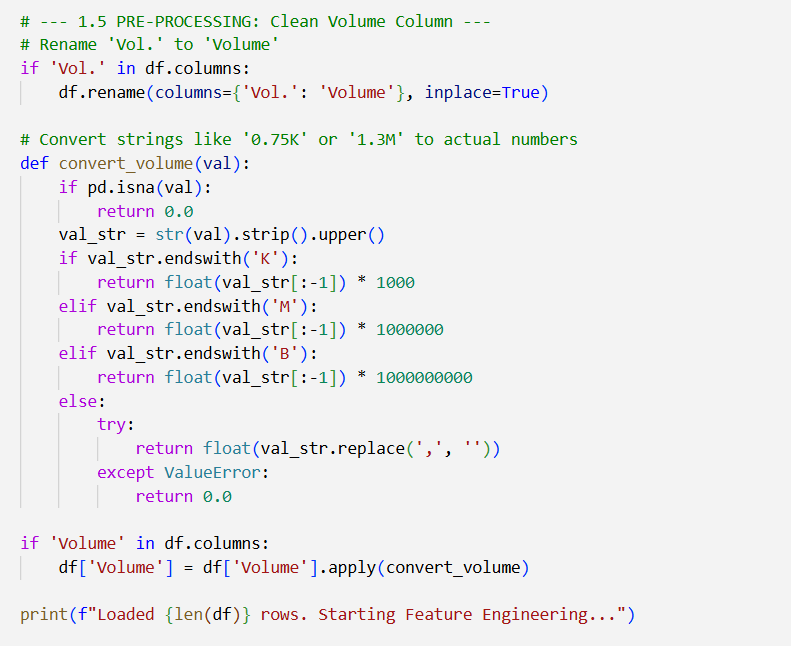 # --- 1.5 PRE-PROCESSING: Clean Volume Column ---
# Rename 'Vol.' to 'Volume'
if 'Vol.' in df.columns:
    df.rename(columns={'Vol.': 'Volume'}, inplace=True)

# Convert strings like '0.75K' or '1.3M' to actual numbers
def convert_volume(val):
    if pd.isna(val):
        return 0.0
    val_str = str(val).strip().upper()
    if val_str.endswith('K'):
        return float(val_str[:-1]) * 1000
    elif val_str.endswith('M'):
        return float(val_str[:-1]) * 1000000
    elif val_str.endswith('B'):
        return float(val_str[:-1]) * 1000000000
    else:
        try:
            return float(val_str.replace(',', ''))
        except ValueError:
            return 0.0

if 'Volume' in df.columns:
    df['Volume'] = df['Volume'].apply(convert_volume)

print(f"Loaded {len(df)} rows. Starting Feature Engineering...")